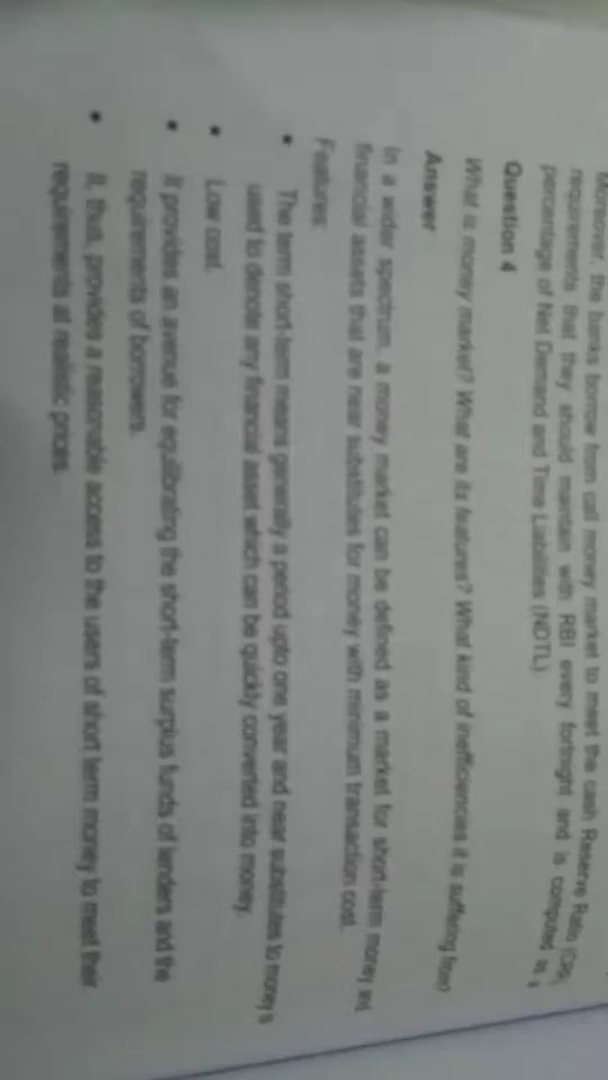 Moreover, the banks borrow from call money market to meet the cash Reserve Ratio (CRR)
requirements that they should maintain with RBI every fortnight and is computed as a
percentage of Net Demand and Time Liabilities (NDTL)
Question 4
What is money market? What are its features? What kind of inefficiencies it is suffering from?
Answer
In a wider spectrum, a money market can be defined as a market for short-term money and
financial assets that are near substitutes for money with minimum transaction cost.
Features:
• The term short-term means generally a period upto one year and near substitutes to money is
used to denote any financial asset which can be quickly converted into money.
• Low cost.
• It provides an avenue for equilibrating the short-term surplus funds of lenders and the
requirements of borrowers.
• It, thus, provides a reasonable access to the users of short term money to meet their
requirements at realistic prices.